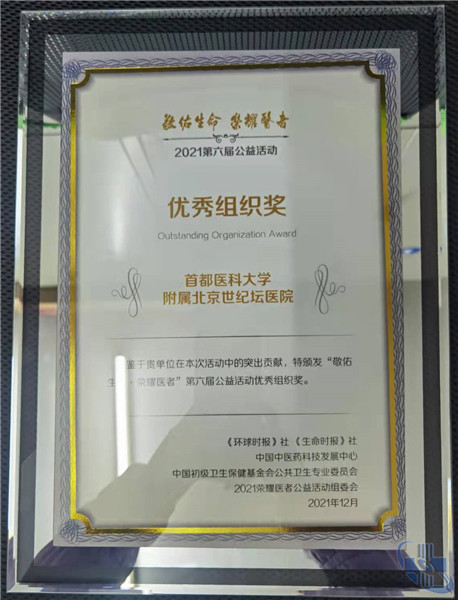 敬佑生命 荣耀医者
2021第六届公益活动
优秀组织奖
Outstanding Organization Award
首都医科大学
附属北京世纪坛医院
鉴于贵单位在本次活动中的突出贡献，特颁发“敬佑
生命·荣耀医者”第六届公益活动优秀组织奖。
《环球时报》社 《生命时报》社
中国中医药科技发展中心
中国初级卫生保健基金会公共卫生专业委员会
2021荣耀医者公益活动组委会
2021年12月